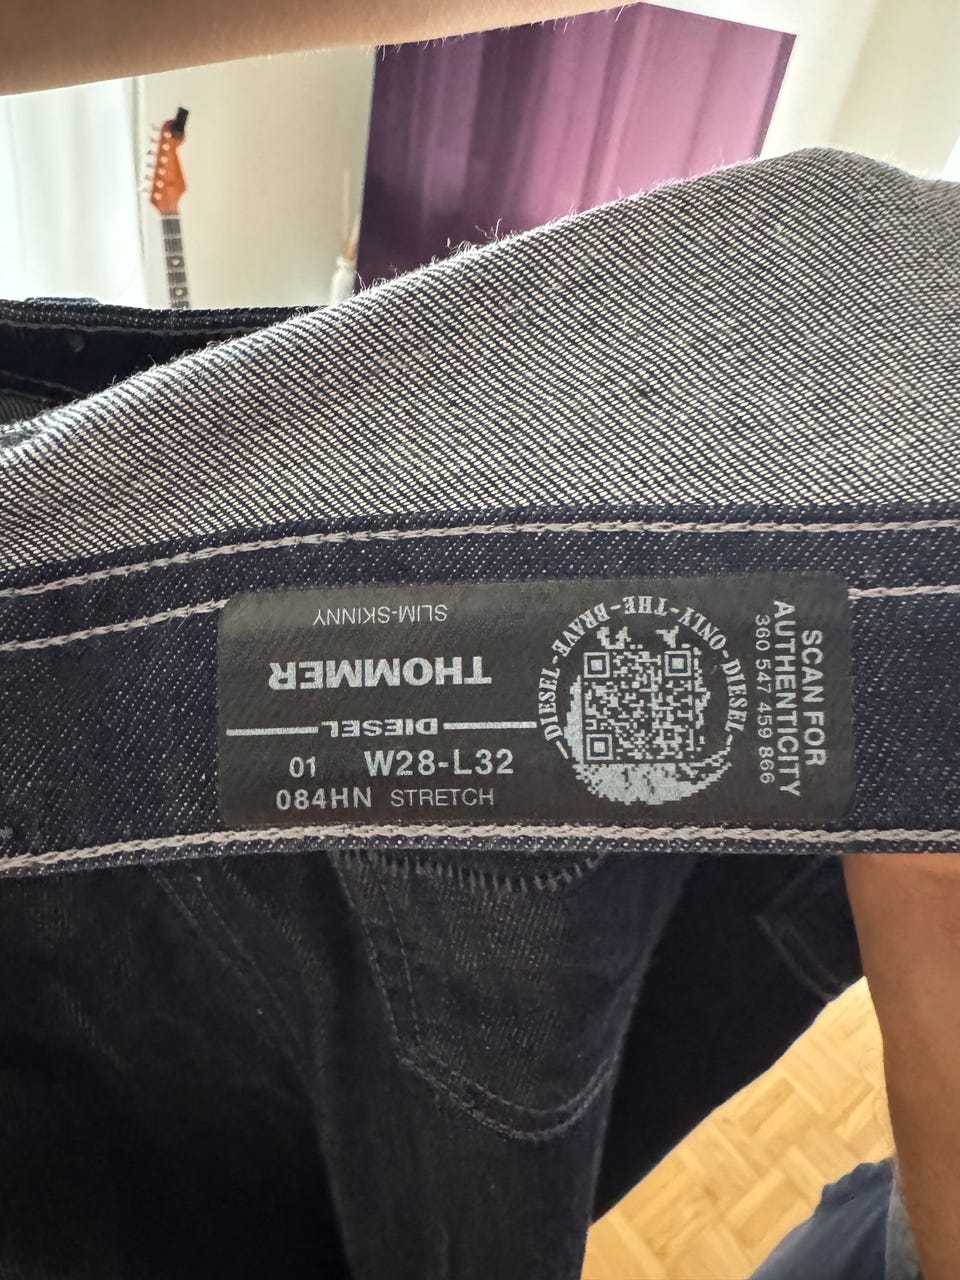 SLIM-SKINNY
THOMMER
DIESEL
01 W28-L32
084HN STRETCH
DIESEL-ONLY-THE-BRAVE-DIESEL
SCAN FOR
AUTHENTICITY
360 547 459 866